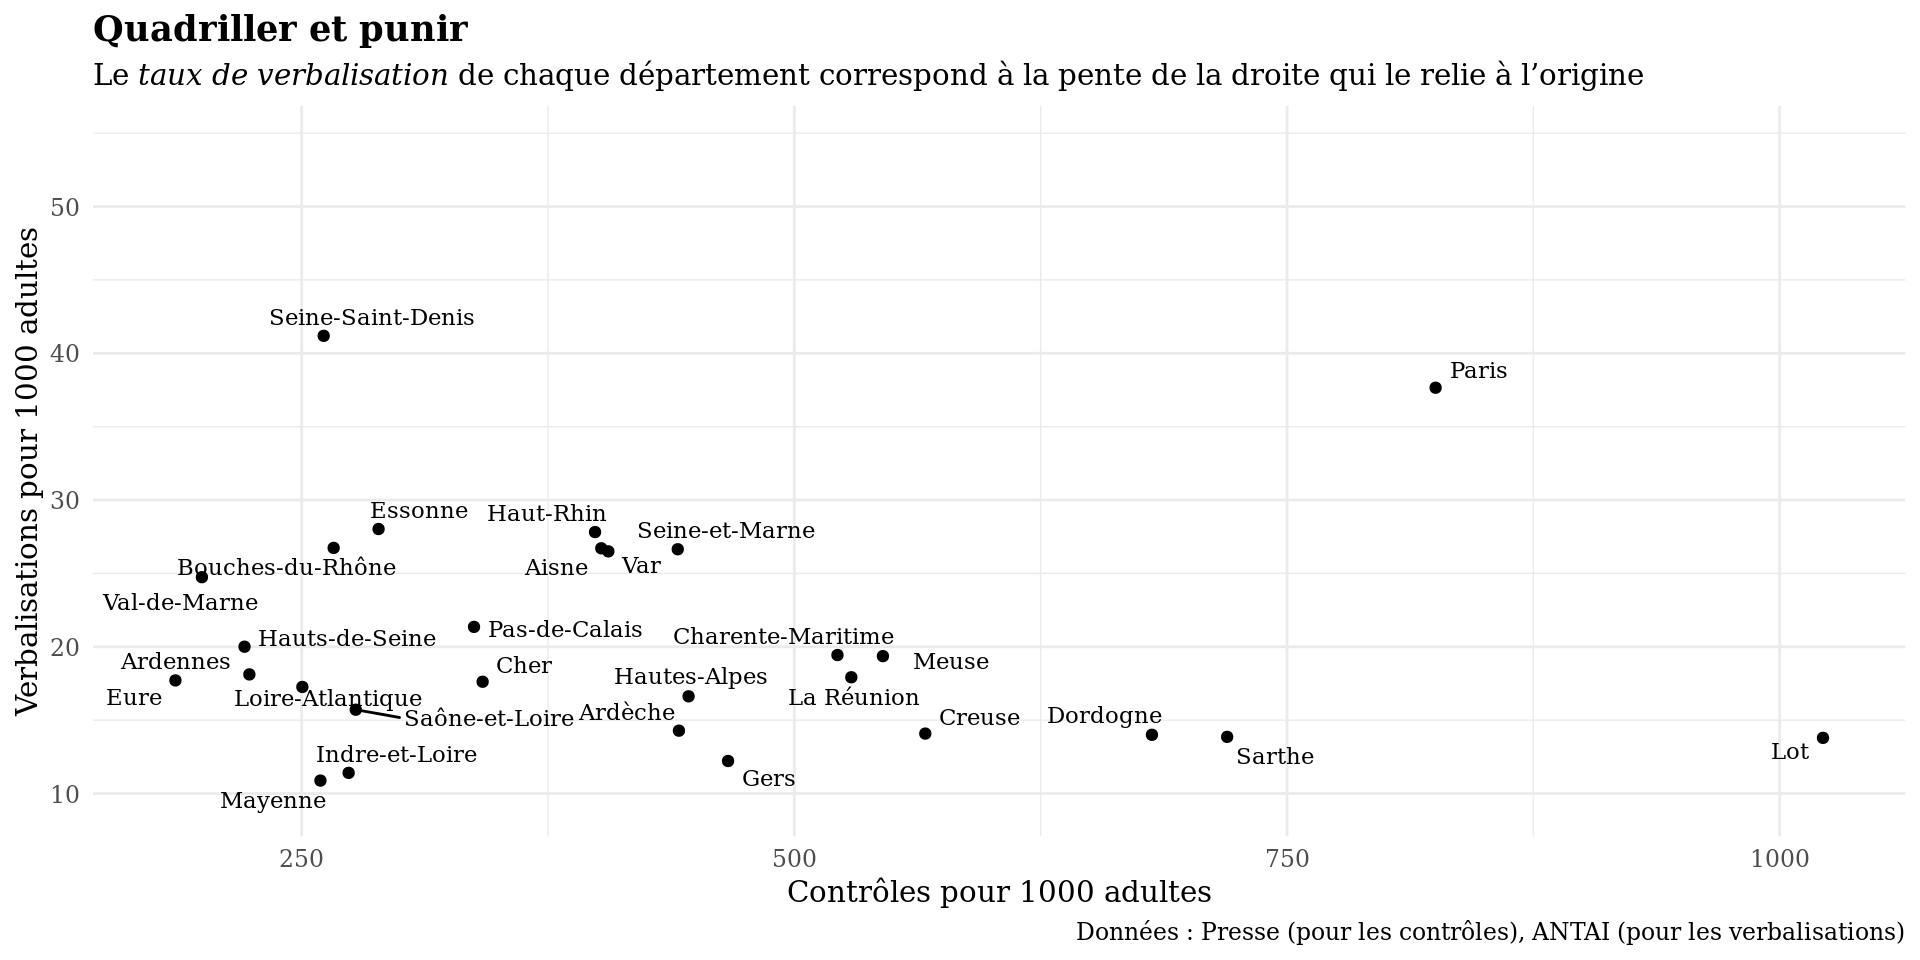 Quadriller et punir
Le taux de verbalisation de chaque département correspond à la pente de la droite qui le relie à l’origine
Verbalisations pour 1000 adultes
50
40
30
20
10
Seine-Saint-Denis
Paris
Essonne
Haut-Rhin
Seine-et-Marne
Bouches-du-Rhône
Aisne
Var
Val-de-Marne
Hauts-de-Seine
Pas-de-Calais
Charente-Maritime
Ardennes
Cher
Meuse
Hautes-Alpes
Eure
Loire-Atlantique
La Réunion
Saône-et-Loire
Ardèche
Creuse
Dordogne
Indre-et-Loire
Sarthe
Lot
Gers
Mayenne
250
500
750
1000
Contrôles pour 1000 adultes
Données : Presse (pour les contrôles), ANTAI (pour les verbalisations)